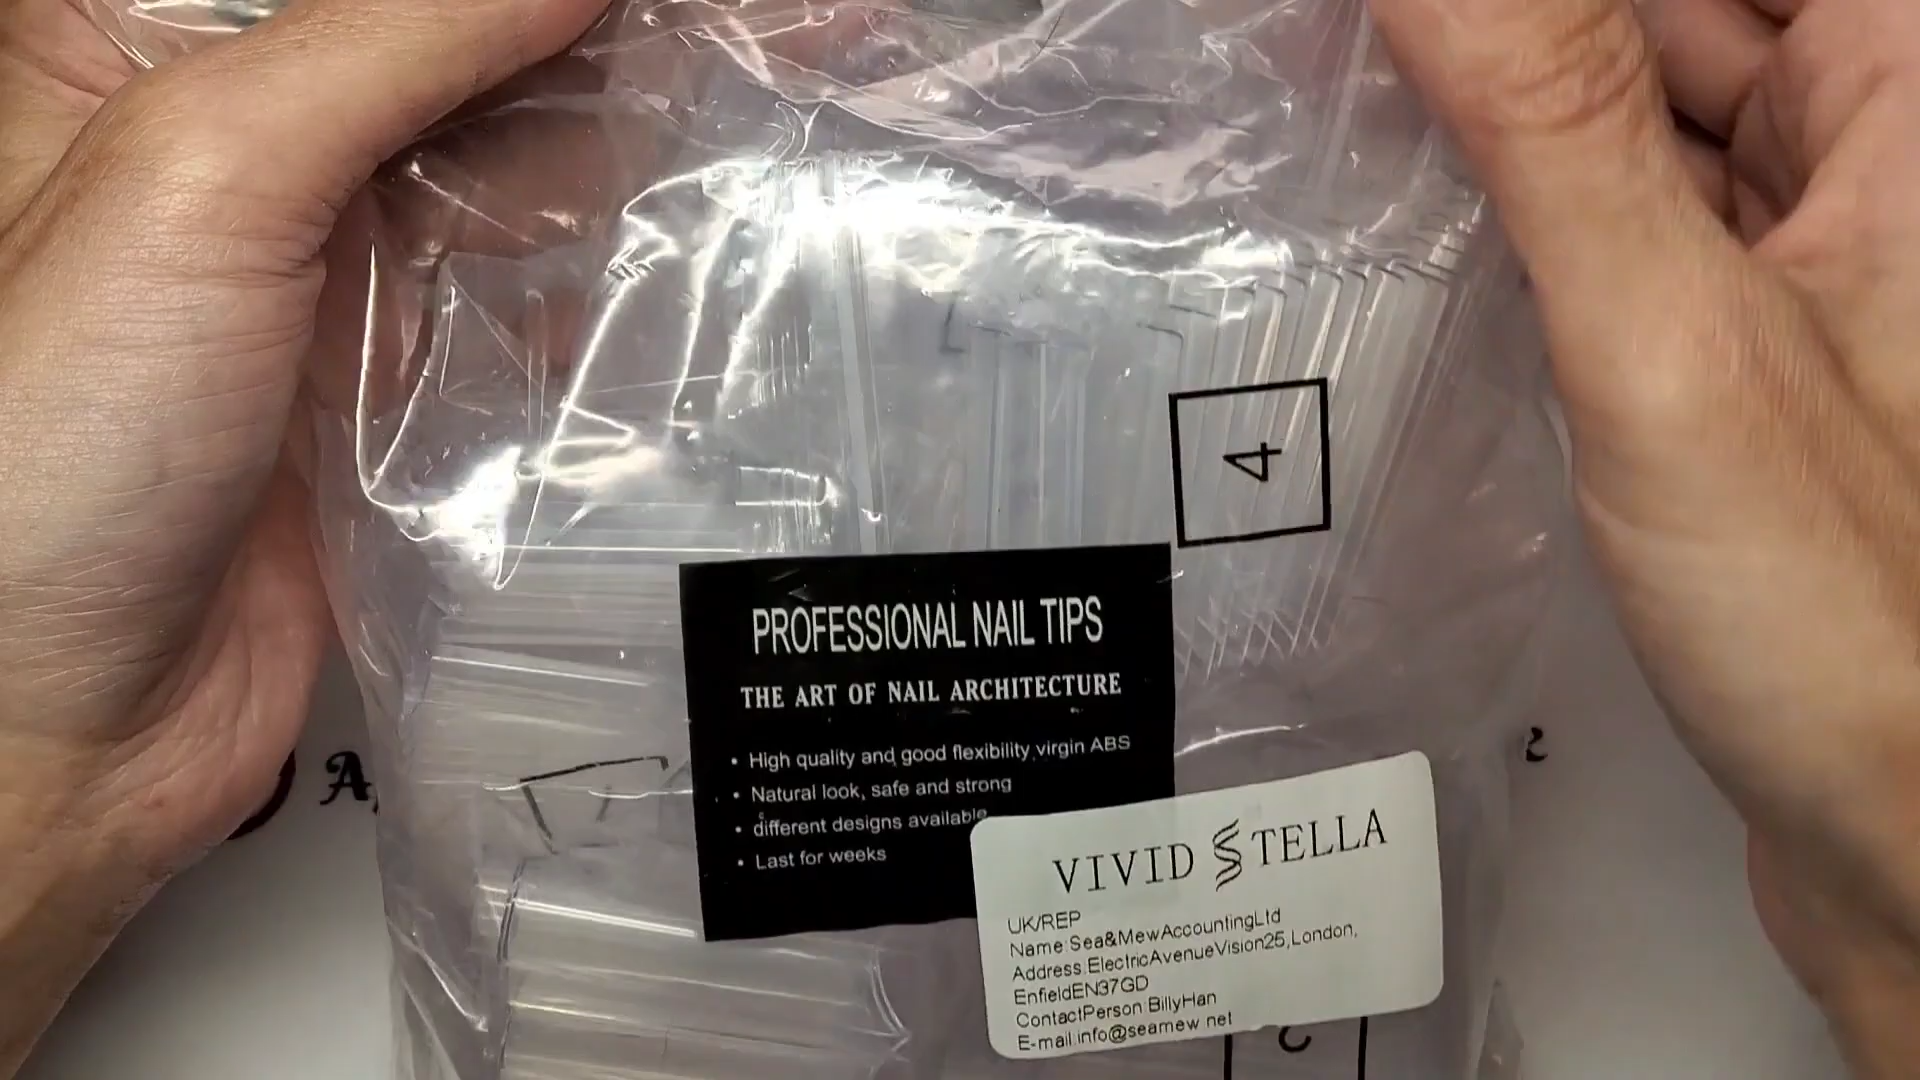 4
PROFESSIONAL NAIL TIPS
THE ART OF NAIL ARCHITECTURE
• High quality and good flexibility virgin ABS
• Natural look, safe and strong
• different designs available
• Last for weeks
VIVID STELLA
UK/REP
Name:Sea&MewAccountingLtd
Address:ElectricAvenueVision25,London,
EnfieldEN37GD
ContactPerson:BillyHan
E-mail:info@seamew.net